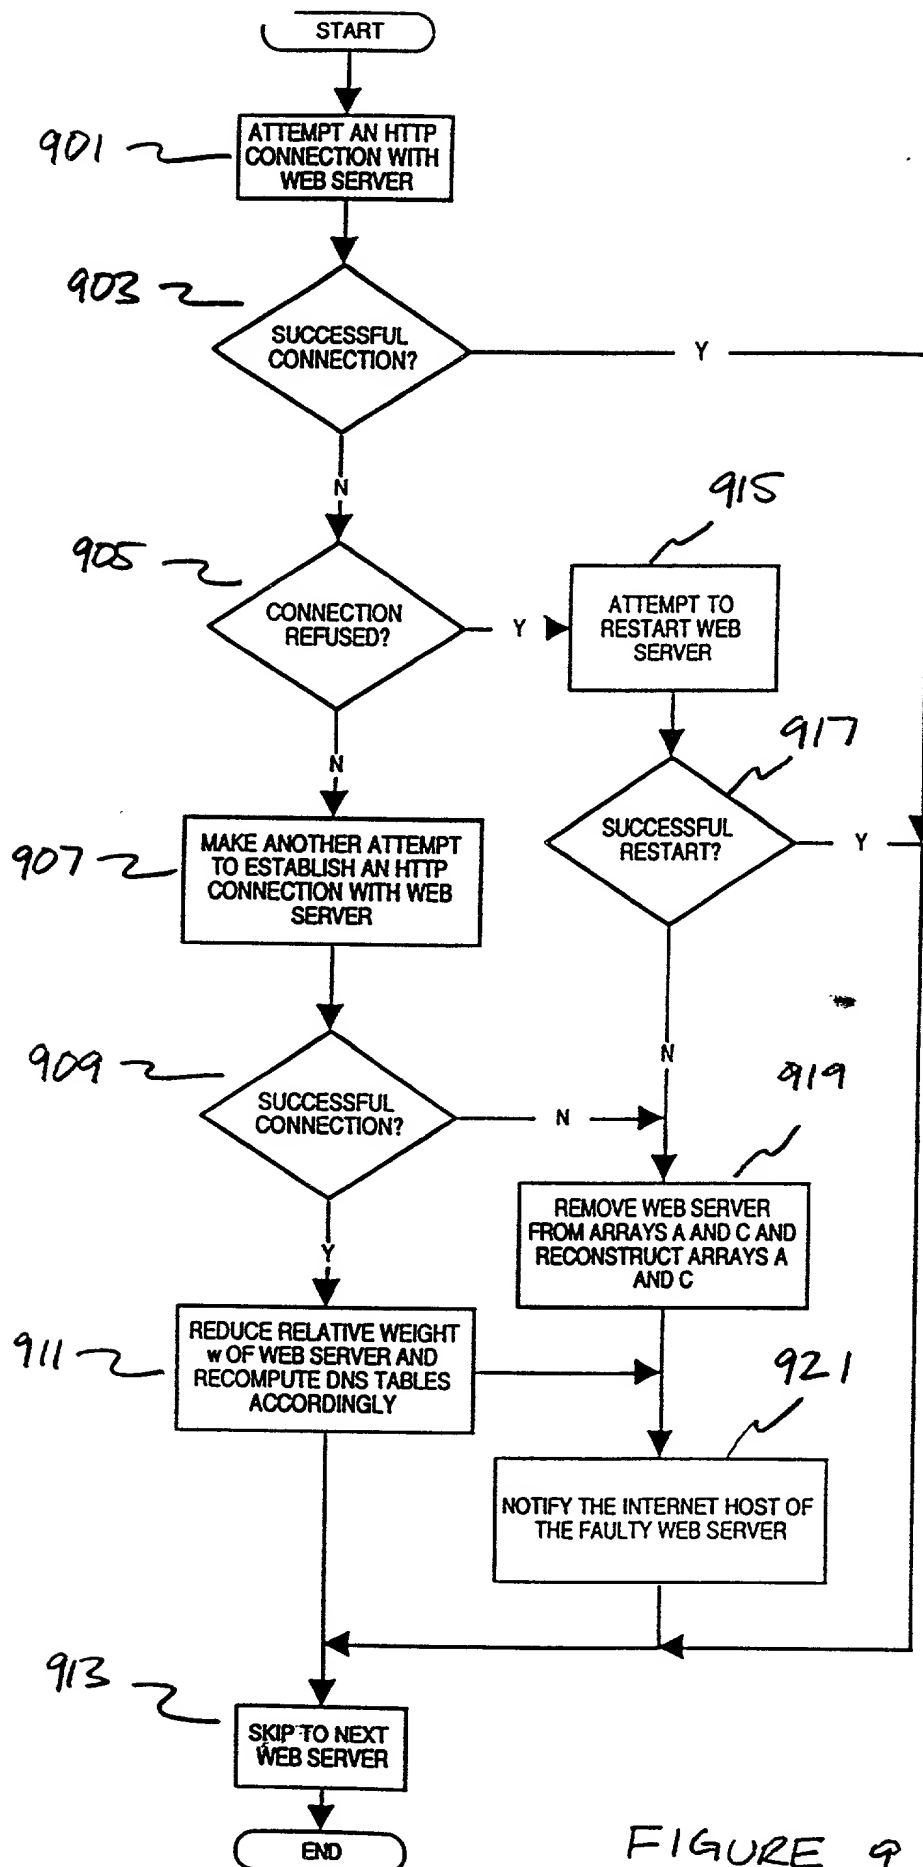 START
901
ATTEMPT AN HTTP
CONNECTION WITH
WEB SERVER
903
SUCCESSFUL
CONNECTION?
Y
N
915
905
CONNECTION
REFUSED?
Y
ATTEMPT TO
RESTART WEB
SERVER
N
917
907
MAKE ANOTHER ATTEMPT
TO ESTABLISH AN HTTP
CONNECTION WITH WEB
SERVER
SUCCESSFUL
RESTART?
Y
N
909
SUCCESSFUL
CONNECTION?
N
919
REMOVE WEB SERVER
FROM ARRAYS A AND C AND
RECONSTRUCT ARRAYS A
AND C
Y
911
REDUCE RELATIVE WEIGHT
w OF WEB SERVER AND
RECOMPUTE DNS TABLES
ACCORDINGLY
921
NOTIFY THE INTERNET HOST OF
THE FAULTY WEB SERVER
913
SKIP TO NEXT
WEB SERVER
END
FIGURE 9